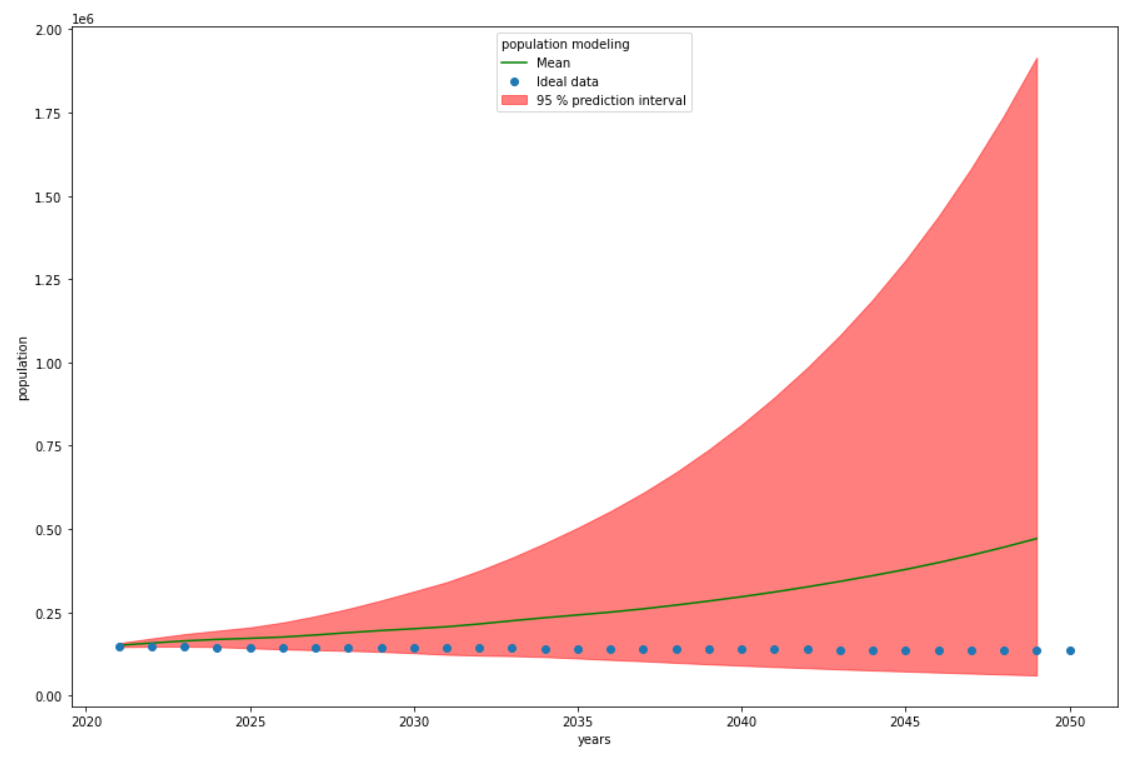 1e6
2.00
1.75
1.50
1.25
1.00
0.75
0.50
0.25
0.00
population
population modeling
Mean
Ideal data
95 % prediction interval
2020 2025 2030 2035 2040 2045 2050
years